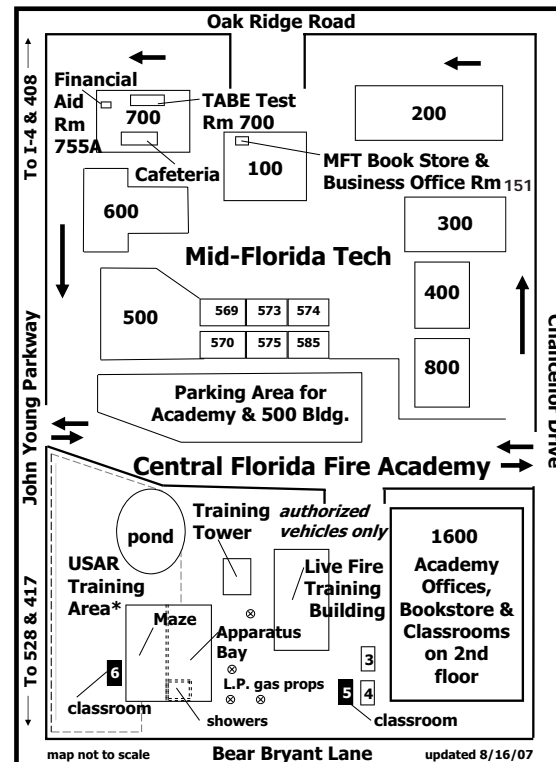 Oak Ridge Road
To I-4 & 408
Financial
Aid
Rm
755A
700
TABE Test
Rm 700
Cafeteria
200
100
MFT Book Store &
Business Office Rm 151
600
300
Mid-Florida Tech
400
500
569 573 574
570 575 585
800
John Young Parkway
Chancellor Drive
Parking Area for
Academy & 500 Bldg.
Central Florida Fire Academy
Training
Tower
authorized
vehicles only
pond
1600
Academy
Offices,
Bookstore &
Classrooms
on 2nd
floor
USAR
Training
Area*
Live Fire
Training
Building
Maze
Apparatus
Bay
To 528 & 417
6
classroom
3
5 4
L.P. gas props
showers
classroom
map not to scale
Bear Bryant Lane
updated 8/16/07